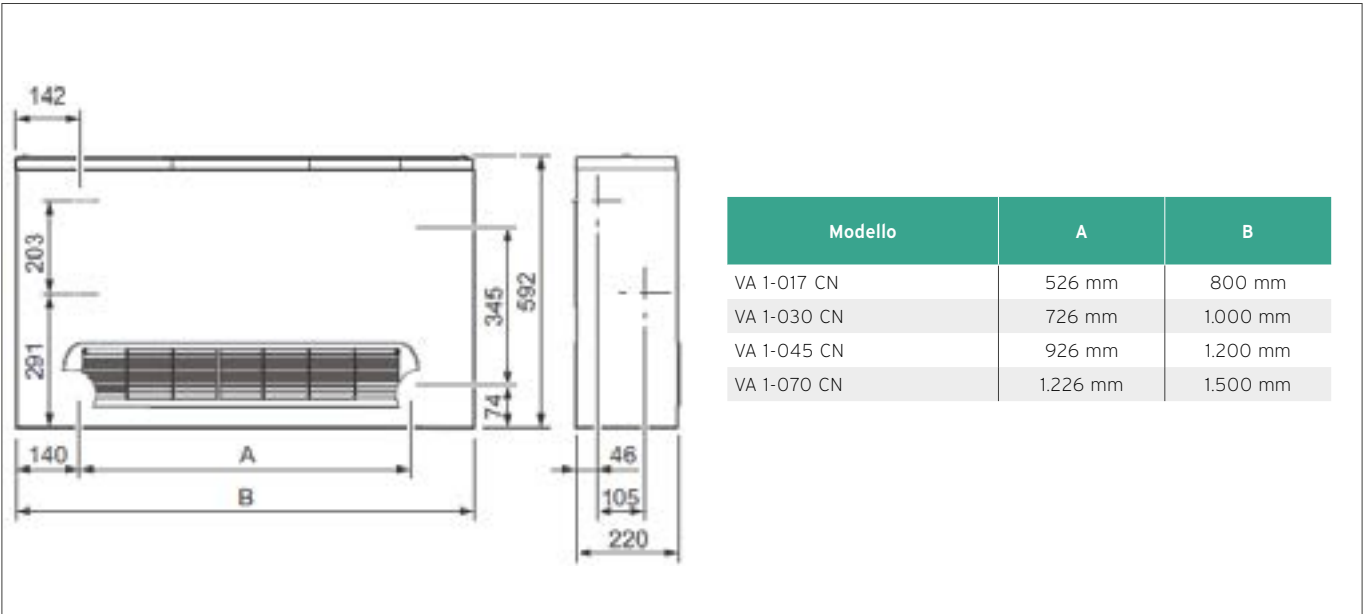 142
203
291
345
592
74
140 A
B
46
105
220
Modello A B
VA 1-017 CN 526 mm 800 mm
VA 1-030 CN 726 mm 1.000 mm
VA 1-045 CN 926 mm 1.200 mm
VA 1-070 CN 1.226 mm 1.500 mm